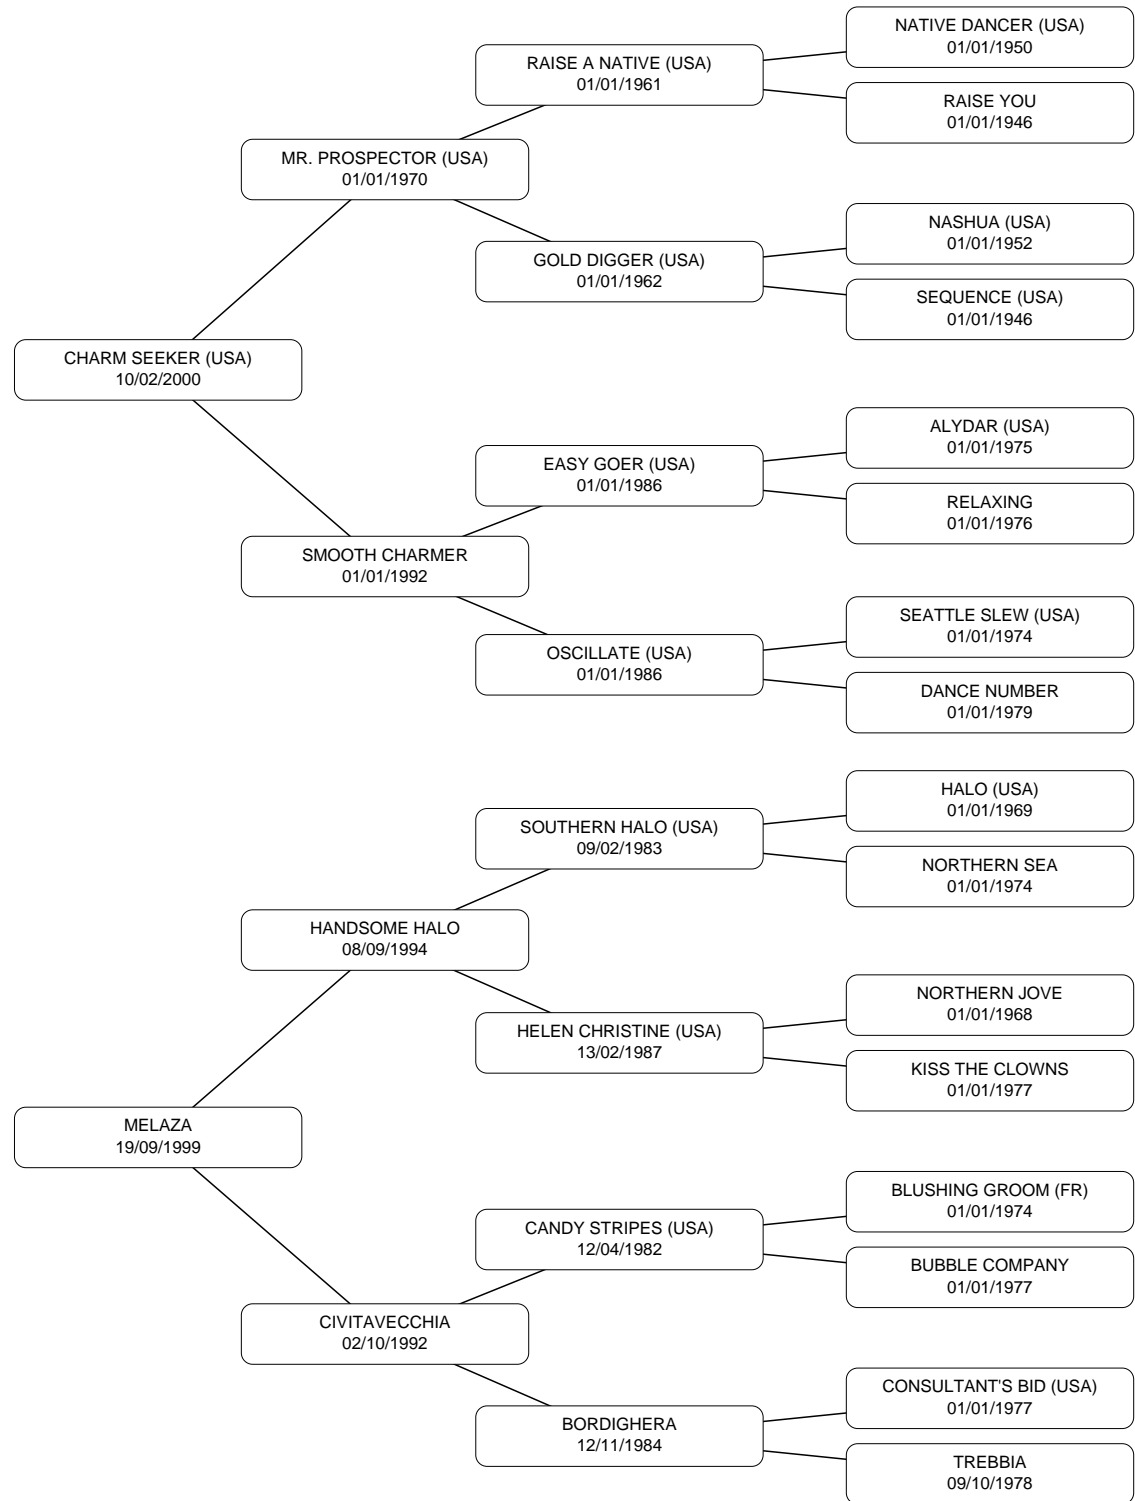 NATIVE DANCER (USA)
01/01/1950
RAISE A NATIVE (USA)
01/01/1961
RAISE YOU
01/01/1946
MR. PROSPECTOR (USA)
01/01/1970
NASHUA (USA)
01/01/1952
GOLD DIGGER (USA)
01/01/1962
SEQUENCE (USA)
01/01/1946
CHARM SEEKER (USA)
10/02/2000
ALYDAR (USA)
01/01/1975
EASY GOER (USA)
01/01/1986
RELAXING
01/01/1976
SMOOTH CHARMER
01/01/1992
SEATTLE SLEW (USA)
01/01/1974
OSCILLATE (USA)
01/01/1986
DANCE NUMBER
01/01/1979
HALO (USA)
01/01/1969
SOUTHERN HALO (USA)
09/02/1983
NORTHERN SEA
01/01/1974
HANDSOME HALO
08/09/1994
NORTHERN JOVE
01/01/1968
HELEN CHRISTINE (USA)
13/02/1987
KISS THE CLOWNS
01/01/1977
MELAZA
19/09/1999
BLUSHING GROOM (FR)
01/01/1974
CANDY STRIPES (USA)
12/04/1982
BUBBLE COMPANY
01/01/1977
CIVITAVECCHIA
02/10/1992
CONSULTANT'S BID (USA)
01/01/1977
BORDIGHERA
12/11/1984
TREBBIA
09/10/1978